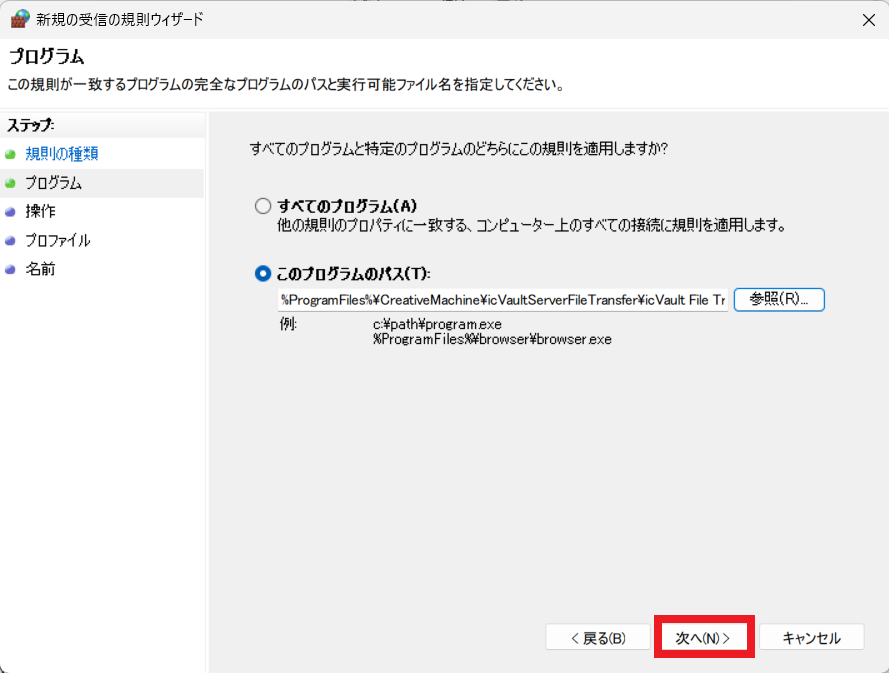 新規の受信の規則ウィザード
プログラム
この規則が一致するプログラムの完全なプログラムのパスと実行可能ファイル名を指定してください。
ステップ:
規則の種類
プログラム
操作
プロファイル
名前
すべてのプログラムと特定のプログラムのどちらにこの規則を適用しますか?
すべてのプログラム(A)
他の規則のプロパティに一致する、コンピューター上のすべての接続に規則を適用します。
このプログラムのパス(T):
%ProgramFiles%¥CreativeMachine¥icVaultServerFileTransfer¥icVault File Tr
参照(R)...
例:
c:¥path¥program.exe
%ProgramFiles%¥browser¥browser.exe
< 戻る(B)
次へ(N) >
キャンセル